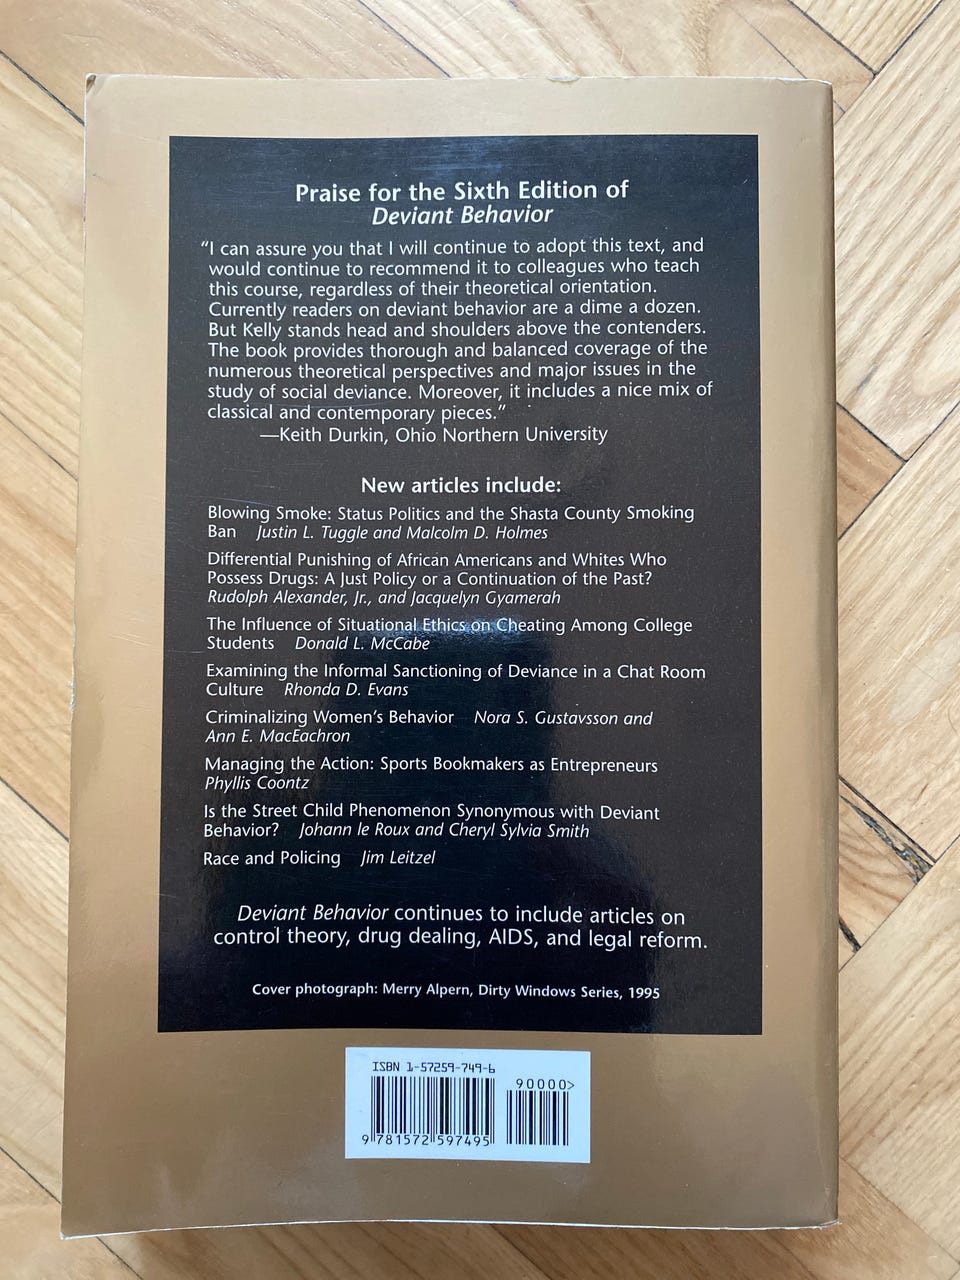 Praise for the Sixth Edition of
Deviant Behavior
“I can assure you that I will continue to adopt this text, and
would continue to recommend it to colleagues who teach
this course, regardless of their theoretical orientation.
Currently readers on deviant behavior are a dime a dozen.
But Kelly stands head and shoulders above the contenders.
The book provides thorough and balanced coverage of the
numerous theoretical perspectives and major issues in the
study of social deviance. Moreover, it includes a nice mix of
classical and contemporary pieces.”
—Keith Durkin, Ohio Northern University
New articles include:
Blowing Smoke: Status Politics and the Shasta County Smoking
Ban Justin L. Tuggle and Malcolm D. Holmes
Differential Punishing of African Americans and Whites Who
Possess Drugs: A Just Policy or a Continuation of the Past?
Rudolph Alexander, Jr., and Jacquelyn Gyamerah
The Influence of Situational Ethics on Cheating Among College
Students Donald L. McCabe
Examining the Informal Sanctioning of Deviance in a Chat Room
Culture Rhonda D. Evans
Criminalizing Women’s Behavior Nora S. Gustavsson and
Ann E. MacEachron
Managing the Action: Sports Bookmakers as Entrepreneurs
Phyllis Coontz
Is the Street Child Phenomenon Synonymous with Deviant
Behavior? Johann le Roux and Cheryl Sylvia Smith
Race and Policing Jim Leitzel
Deviant Behavior continues to include articles on
control theory, drug dealing, AIDS, and legal reform.
Cover photograph: Merry Alpern, Dirty Windows Series, 1995
ISBN 1-57259-749-6
90000>
9 781572 597495